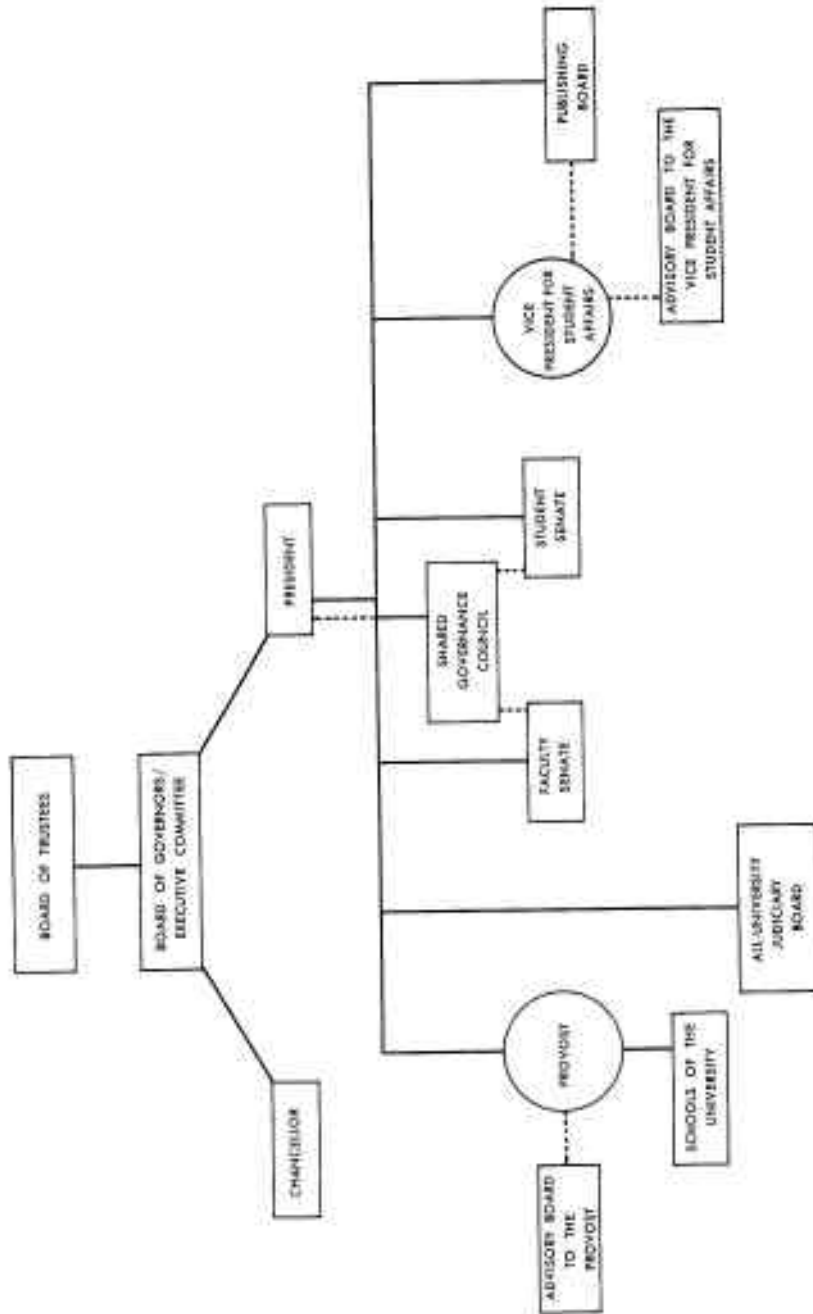 BOARD OF TRUSTEES
BOARD OF GOVERNORS/
EXECUTIVE COMMITTEE
CHANCELLOR
PRESIDENT
SHARED
GOVERNANCE
COUNCIL
FACULTY
SENATE
STUDENT
SENATE
ADVISORY BOARD
TO THE
PROVOST
PROVOST
SCHOOLS OF THE
UNIVERSITY
ALL-UNIVERSITY
JUDICIARY
BOARD
VICE
PRESIDENT FOR
STUDENT
AFFAIRS
PUBLISHING
BOARD
ADVISORY BOARD TO THE
VICE PRESIDENT FOR
STUDENT AFFAIRS